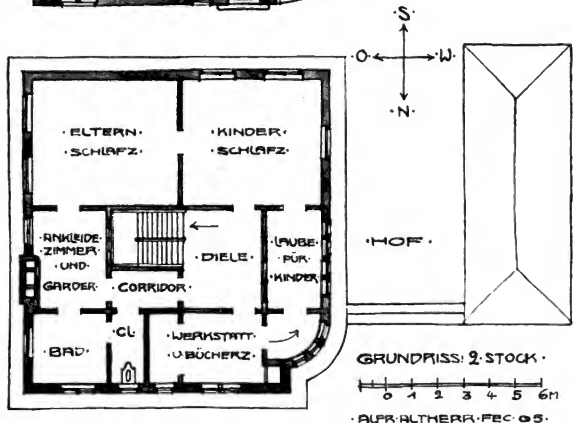 ·S·
·O· ·W·
·N·
·ELTERN· ·KINDER·
·SCHLAFZ· ·SCHLAFZ·
·ANKLEIDE·
·ZIMMER·
·UND·
GARDER·
CORRIDOR·
·DIELE·
·LAUBE·
·FÜR·
·KINDER·
·HOF·
·BAD·
CL·
·WERKSTATT·
·U·BÜCHERZ·
GRUNDRISS: 2·STOCK·
0 1 2 3 4 5 6M
·ALFR·ALTHERR·FEC·05·